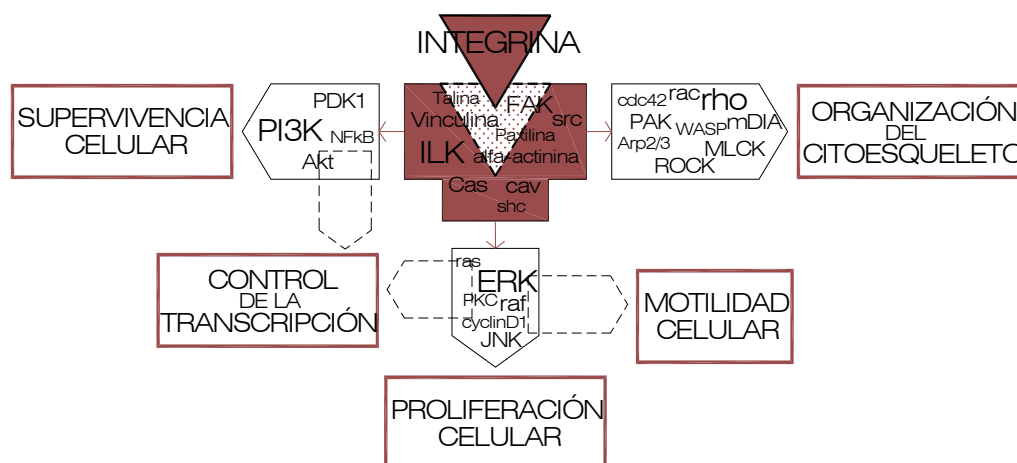 INTEGRINA
SUPERVIVENCIA
CELULAR
PDK1
PI3K NFkB
Akt
Talina FAK
Vinculina src
Paxilina
ILK alfa-actinina
Cas cav
shc
cdc42 rac rho
PAK WASP mDIA
Arp2/3 MLCK
ROCK
ORGANIZACIÓN
DEL
CITOESQUELETO
CONTROL
DE LA
TRANSCRIPCIÓN
ras
ERK
PKC raf
cyclinD1
JNK
MOTILIDAD
CELULAR
PROLIFERACIÓN
CELULAR